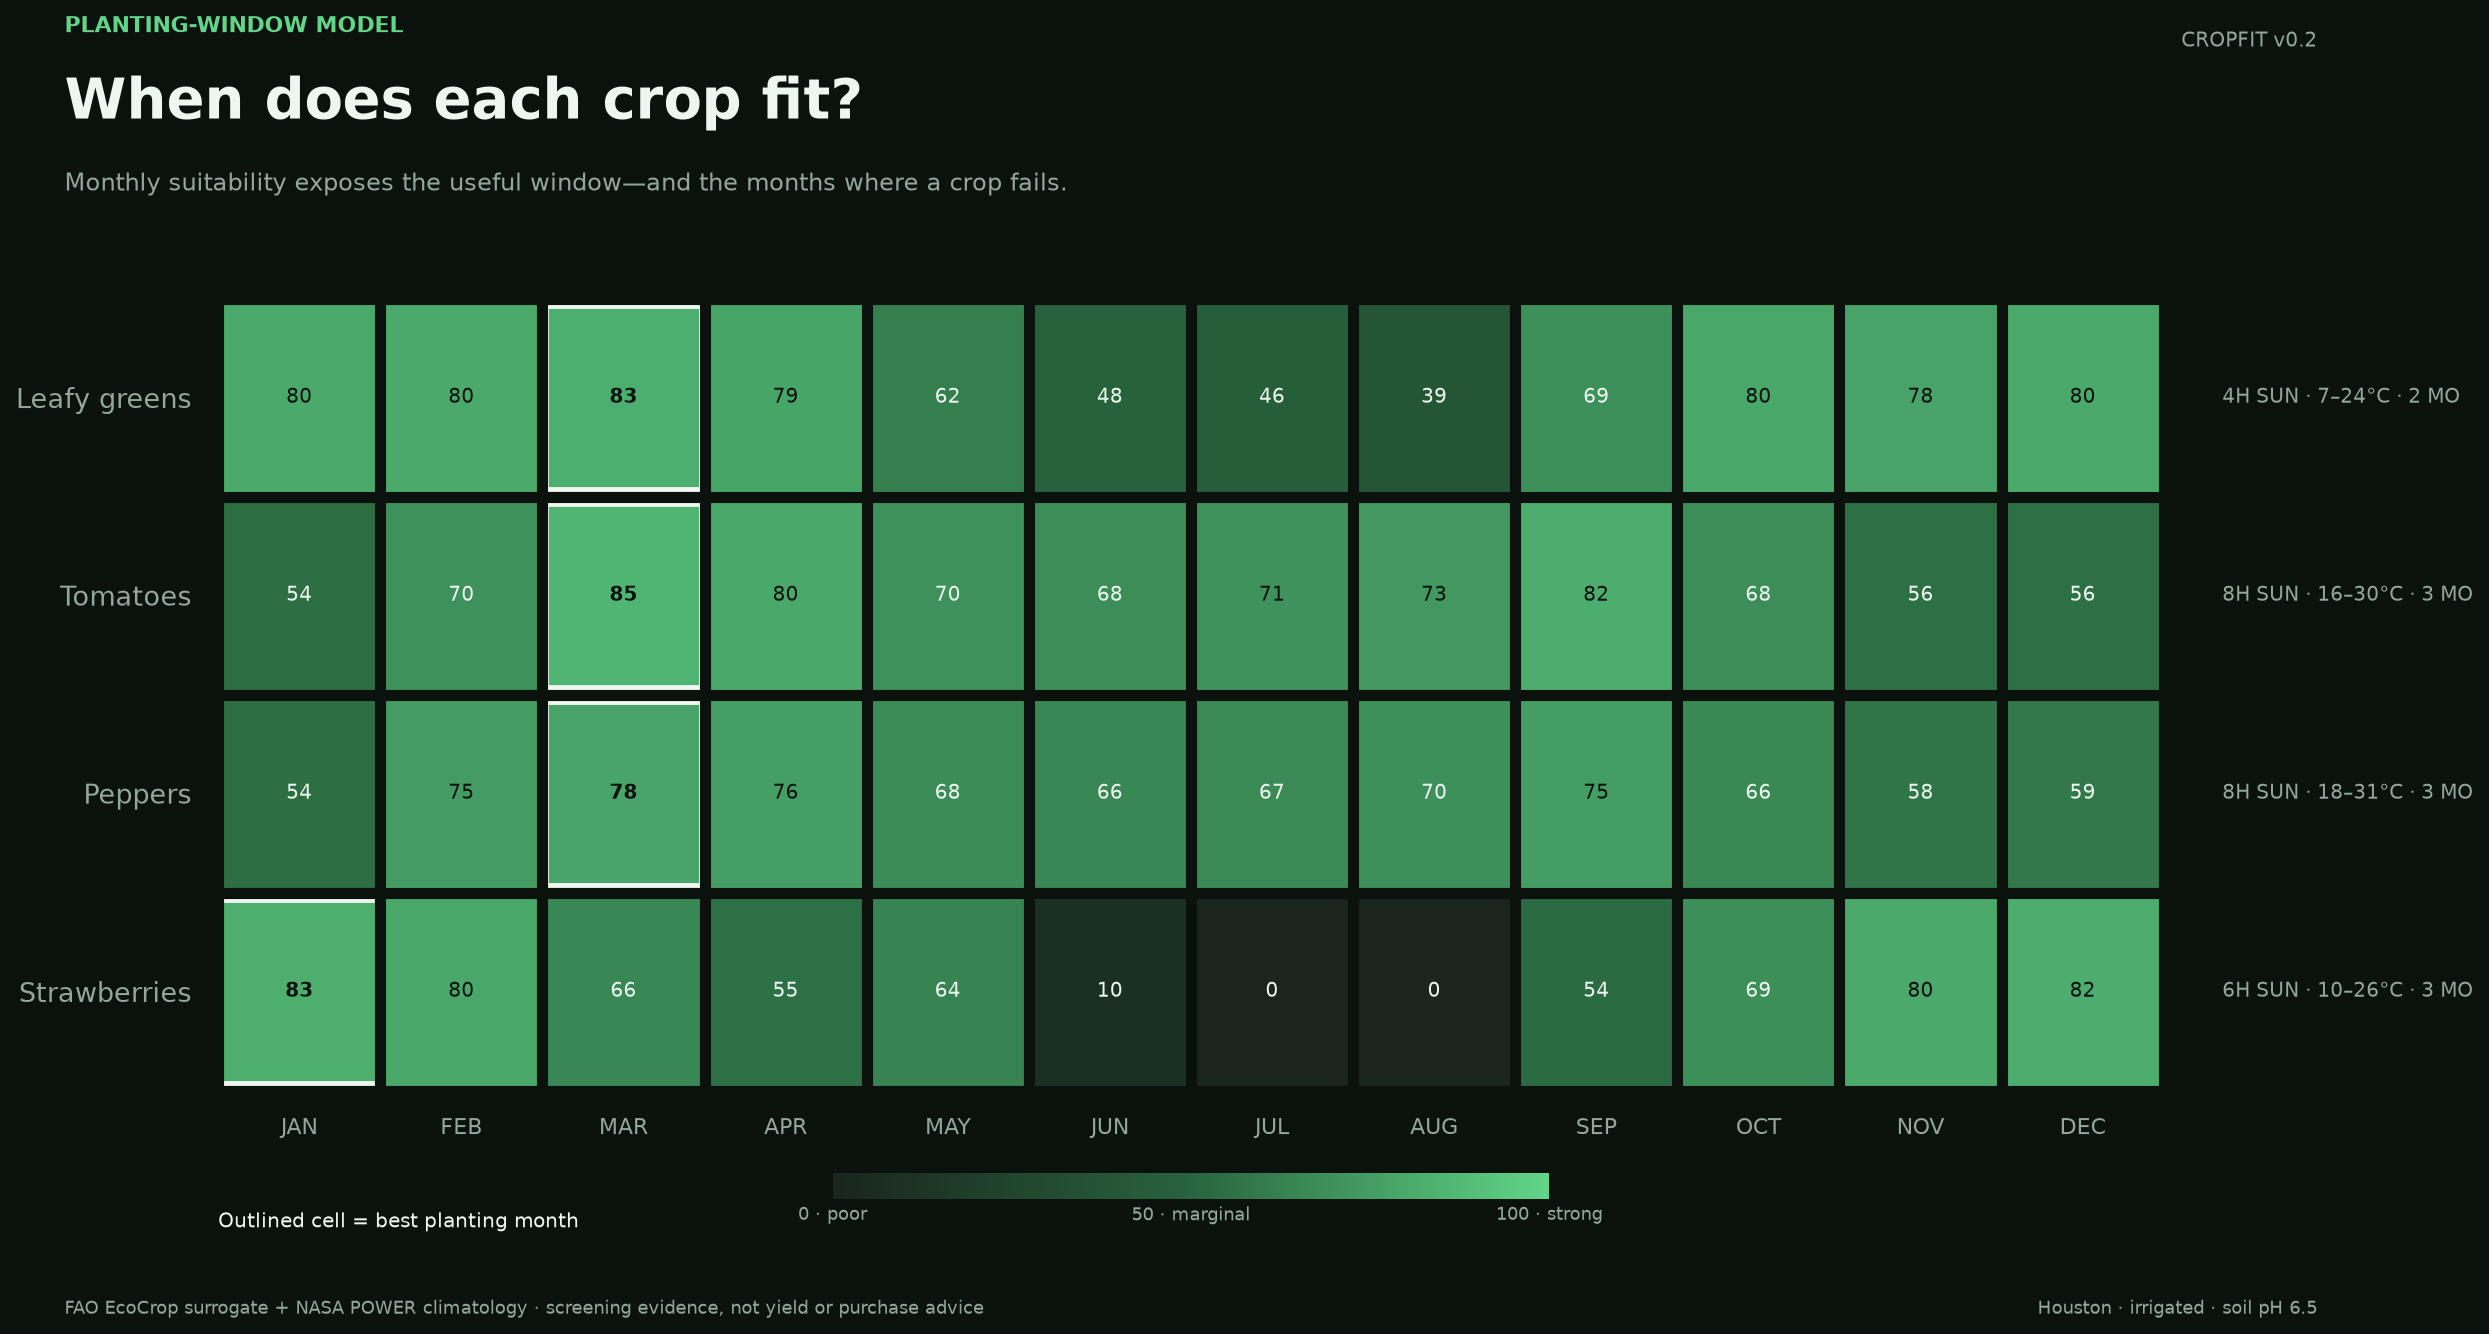 PLANTING-WINDOW MODEL
CROPFIT v0.2
When does each crop fit?
Monthly suitability exposes the useful window—and the months where a crop fails.
Leafy greens 80 80 83 79 62 48 46 39 69 80 78 80 4H SUN · 7–24°C · 2 MO
Tomatoes 54 70 85 80 70 68 71 73 82 68 56 56 8H SUN · 16–30°C · 3 MO
Peppers 54 75 78 76 68 66 67 70 75 66 58 59 8H SUN · 18–31°C · 3 MO
Strawberries 83 80 66 55 64 10 0 0 54 69 80 82 6H SUN · 10–26°C · 3 MO
JAN FEB MAR APR MAY JUN JUL AUG SEP OCT NOV DEC
0 · poor 50 · marginal 100 · strong
Outlined cell = best planting month
FAO EcoCrop surrogate + NASA POWER climatology · screening evidence, not yield or purchase advice
Houston · irrigated · soil pH 6.5